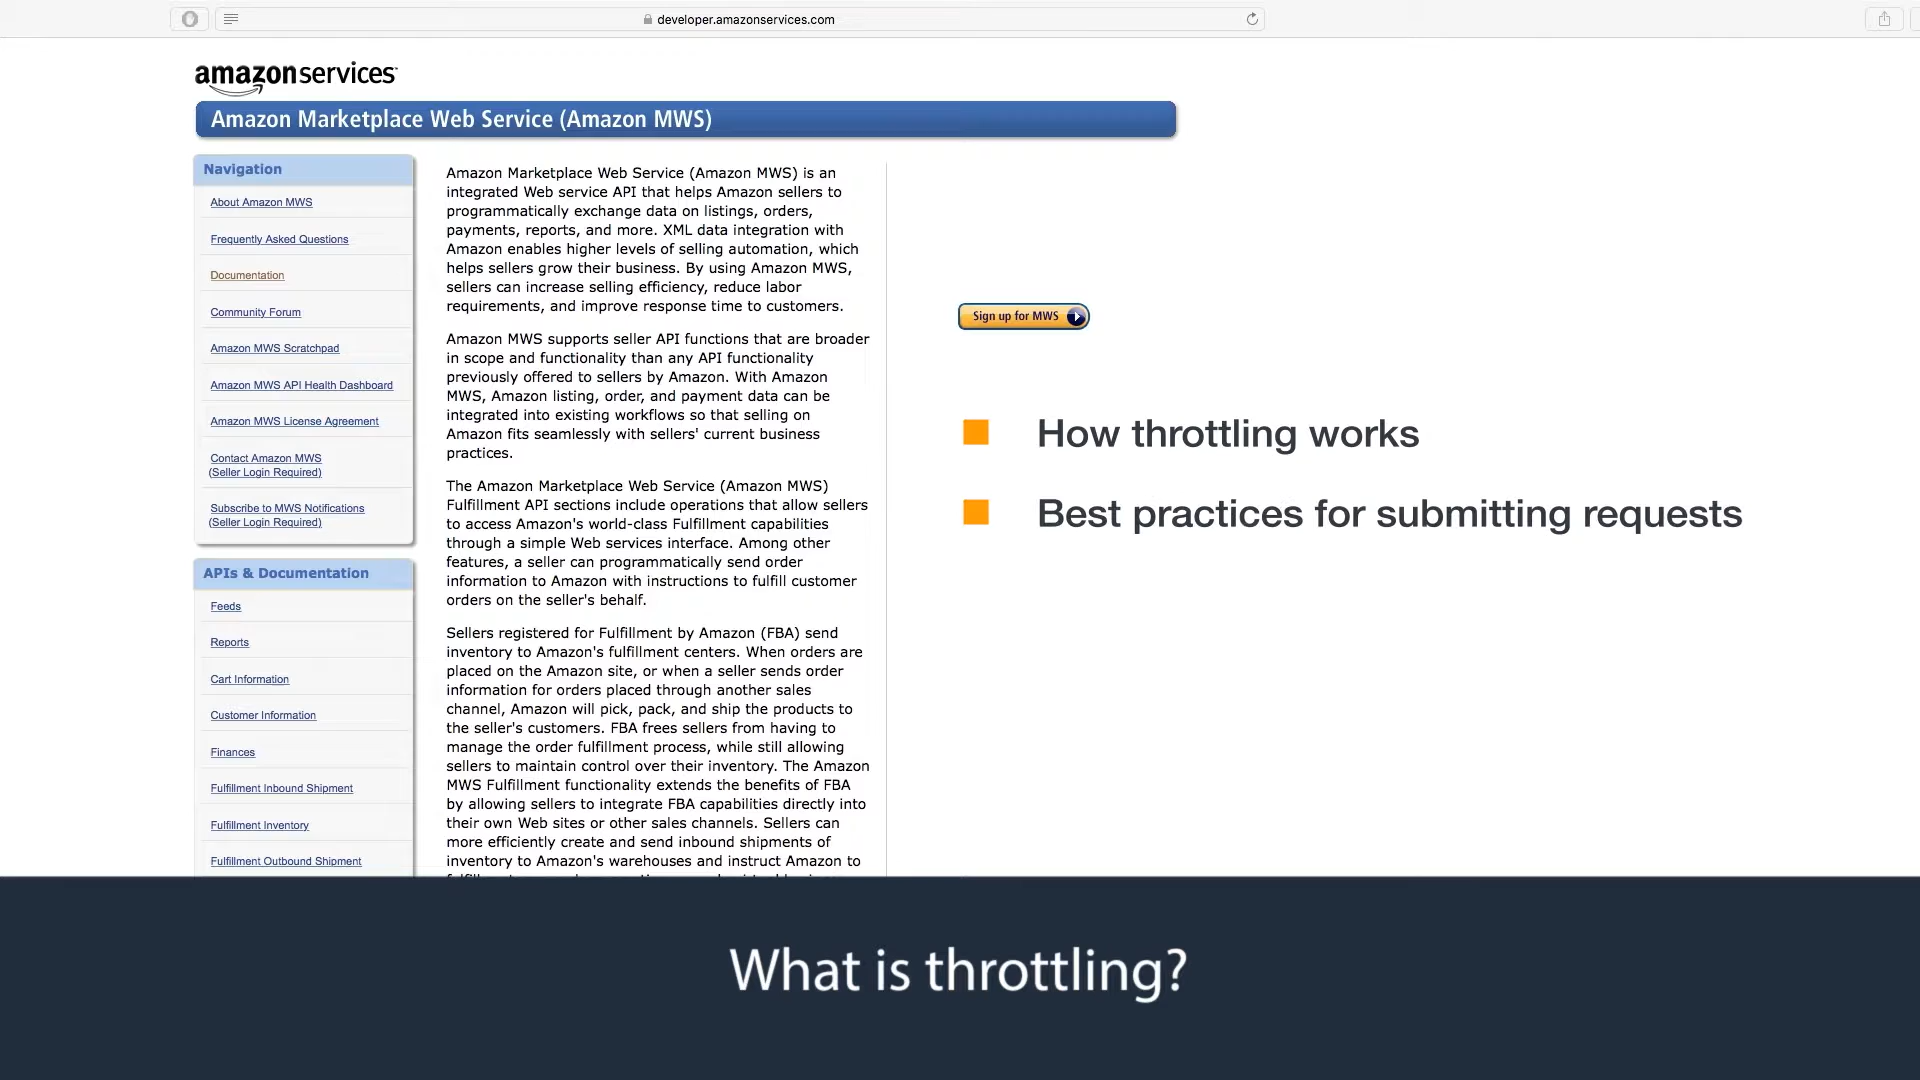 developer.amazonservices.com
amazonservices
Amazon Marketplace Web Service (Amazon MWS)
Navigation
About Amazon MWS
Frequently Asked Questions
Documentation
Community Forum
Amazon MWS Scratchpad
Amazon MWS API Health Dashboard
Amazon MWS License Agreement
Contact Amazon MWS
(Seller Login Required)
Subscribe to MWS Notifications
(Seller Login Required)
APIs & Documentation
Feeds
Reports
Cart Information
Customer Information
Finances
Fulfillment Inbound Shipment
Fulfillment Inventory
Fulfillment Outbound Shipment
Amazon Marketplace Web Service (Amazon MWS) is an
integrated Web service API that helps Amazon sellers to
programmatically exchange data on listings, orders,
payments, reports, and more. XML data integration with
Amazon enables higher levels of selling automation, which
helps sellers grow their business. By using Amazon MWS,
sellers can increase selling efficiency, reduce labor
requirements, and improve response time to customers.
Amazon MWS supports seller API functions that are broader
in scope and functionality than any API functionality
previously offered to sellers by Amazon. With Amazon
MWS, Amazon listing, order, and payment data can be
integrated into existing workflows so that selling on
Amazon fits seamlessly with sellers' current business
practices.
The Amazon Marketplace Web Service (Amazon MWS)
Fulfillment API sections include operations that allow sellers
to access Amazon's world-class Fulfillment capabilities
through a simple Web services interface. Among other
features, a seller can programmatically send order
information to Amazon with instructions to fulfill customer
orders on the seller's behalf.
Sellers registered for Fulfillment by Amazon (FBA) send
inventory to Amazon's fulfillment centers. When orders are
placed on the Amazon site, or when a seller sends order
information for orders placed through another sales
channel, Amazon will pick, pack, and ship the products to
the seller's customers. FBA frees sellers from having to
manage the order fulfillment process, while still allowing
sellers to maintain control over their inventory. The Amazon
MWS Fulfillment functionality extends the benefits of FBA
by allowing sellers to integrate FBA capabilities directly into
their own Web sites or other sales channels. Sellers can
more efficiently create and send inbound shipments of
inventory to Amazon's warehouses and instruct Amazon to
Sign up for MWS
How throttling works
Best practices for submitting requests
What is throttling?